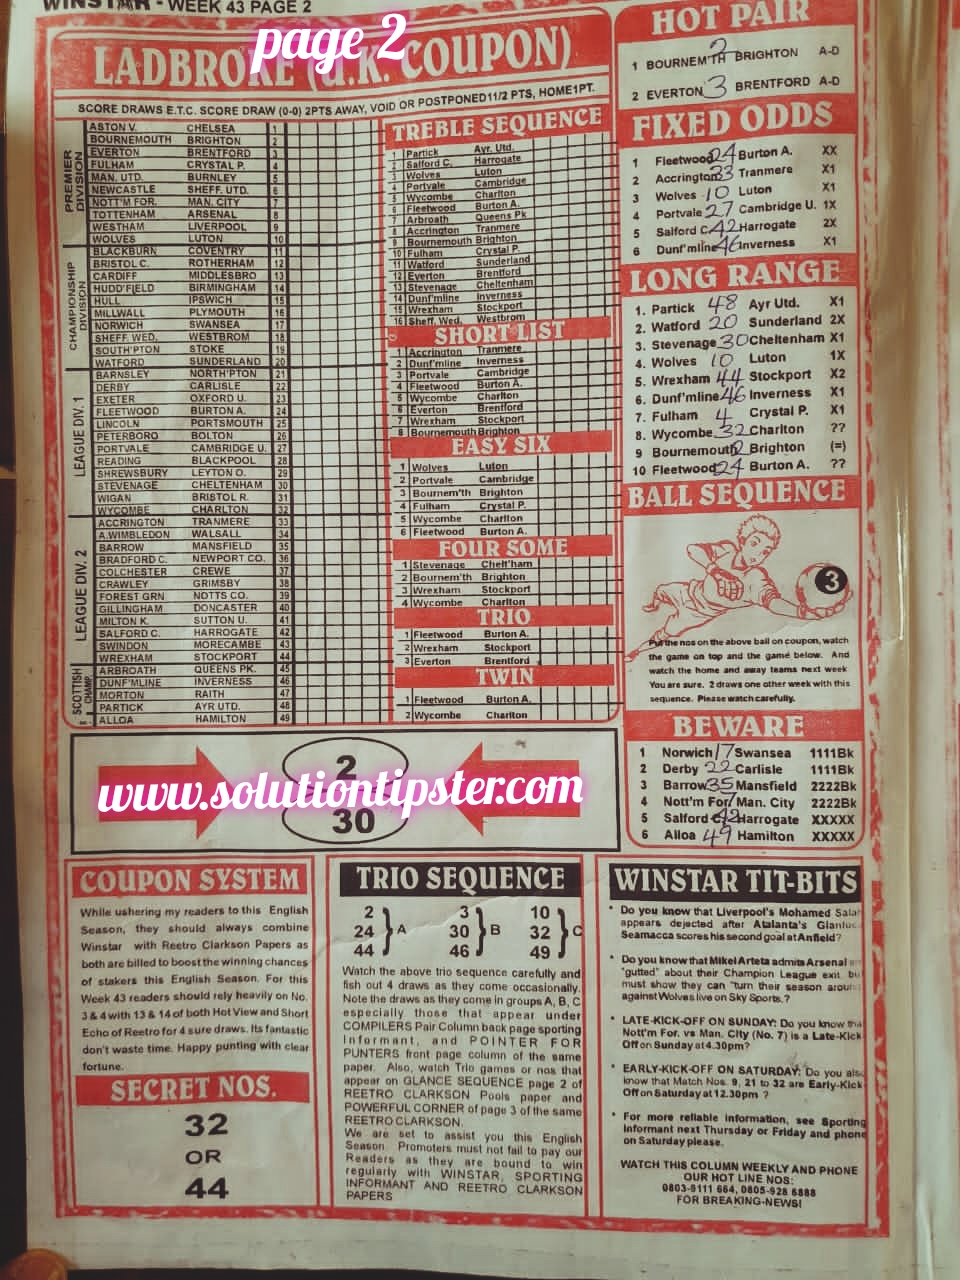 WINSTAR - WEEK 43 PAGE 2
page 2
LADBROKE (U.K. COUPON)
SCORE DRAWS E.T.C. SCORE DRAW (0-0) 2PTS AWAY, VOID OR POSTPONED11/2 PTS, HOME1PT.
PREMIER DIVISION
ASTON V. CHELSEA 1
BOURNEMOUTH BRIGHTON 2
EVERTON BRENTFORD 3
FULHAM CRYSTAL P. 4
MAN. UTD. BURNLEY 5
NEWCASTLE SHEFF. UTD. 6
NOTT'M FOR. MAN. CITY 7
TOTTENHAM ARSENAL 8
WESTHAM LIVERPOOL 9
WOLVES LUTON 10
CHAMPIONSHIP DIVISION
BLACKBURN COVENTRY 11
BRISTOL C. ROTHERHAM 12
CARDIFF MIDDLESBRO 13
HUDD'FIELD BIRMINGHAM 14
HULL IPSWICH 15
MILLWALL PLYMOUTH 16
NORWICH SWANSEA 17
SHEFF. WED. WESTBROM 18
SOUTH'PTON STOKE 19
WATFORD SUNDERLAND 20
LEAGUE DIV. 1
BARNSLEY NORTH'PTON 21
DERBY CARLISLE 22
EXETER OXFORD U. 23
FLEETWOOD BURTON A. 24
LINCOLN PORTSMOUTH 25
PETERBORO BOLTON 26
PORTVALE CAMBRIDGE U. 27
READING BLACKPOOL 28
SHREWSBURY LEYTON O. 29
STEVENAGE CHELTENHAM 30
WIGAN BRISTOL R. 31
WYCOMBE CHARLTON 32
LEAGUE DIV. 2
ACCRINGTON TRANMERE 33
A.WIMBLEDON WALSALL 34
BARROW MANSFIELD 35
BRADFORD C. NEWPORT CO. 36
COLCHESTER CREWE 37
CRAWLEY GRIMSBY 38
FOREST GRN NOTTS CO. 39
GILLINGHAM DONCASTER 40
MILTON K. SUTTON U. 41
SALFORD C. HARROGATE 42
SWINDON MORECAMBE 43
WREXHAM STOCKPORT 44
SCOTTISH CHAMP.
ARBROATH QUEENS PK. 45
DUNF'MLINE INVERNESS 46
MORTON RAITH 47
PARTICK AYR UTD. 48
ALLOA HAMILTON 49
TREBLE SEQUENCE
1 Partick Ayr. Utd.
2 Salford C. Harrogate
3 Wolves Luton
4 Portvale Cambridge
5 Wycombe Charlton
6 Fleetwood Burton A.
7 Arbroath Queens Pk
8 Accrington Tranmere
9 Bournemouth Brighton
10 Fulham Crystal P.
11 Watford Sunderland
12 Everton Brentford
13 Stevenage Cheltenham
14 Dunf'mline Inverness
15 Wrexham Stockport
16 Sheff. Wed. Westbrom
SHORT LIST
1 Accrington Tranmere
2 Dunf'mline Inverness
3 Portvale Cambridge
4 Fleetwood Burton A.
5 Wycombe Charlton
6 Everton Brentford
7 Wrexham Stockport
8 Bournemouth Brighton
EASY SIX
1 Wolves Luton
2 Portvale Cambridge
3 Bournem'th Brighton
4 Fulham Crystal P.
5 Wycombe Charlton
6 Fleetwood Burton A.
FOUR SOME
1 Stevenage Chelt'ham
2 Bournem'th Brighton
3 Wrexham Stockport
4 Wycombe Charlton
TRIO
1 Fleetwood Burton A.
2 Wrexham Stockport
3 Everton Brentford
TWIN
1 Fleetwood Burton A.
2 Wycombe Charlton
HOT PAIR
1 BOURNEM'TH 2 BRIGHTON A-D
2 EVERTON 3 BRENTFORD A-D
FIXED ODDS
1 Fleetwood 24 Burton A. XX
2 Accrington 33 Tranmere X1
3 Wolves 10 Luton X1
4 Portvale 27 Cambridge U. 1X
5 Salford C. 42 Harrogate 2X
6 Dunf'mline 46 Inverness X1
LONG RANGE
1. Partick 48 Ayr Utd. X1
2. Watford 20 Sunderland 2X
3. Stevenage 30 Cheltenham X1
4. Wolves 10 Luton 1X
5. Wrexham 44 Stockport X2
6. Dunf'mline 46 Inverness X1
7. Fulham 4 Crystal P. X1
8. Wycombe 32 Charlton ??
9 Bournemouth 2 Brighton (=)
10 Fleetwood 24 Burton A. ??
BALL SEQUENCE
3
Put the nos on the above ball on coupon, watch
the game on top and the game below. And
watch the home and away teams next week
You are sure. 2 draws one other week with this
sequence. Please watch carefully.
BEWARE
1 Norwich 17 Swansea 1111Bk
2 Derby 22 Carlisle 1111Bk
3 Barrow 35 Mansfield 2222Bk
4 Nott'm For. 7 Man. City 2222Bk
5 Salford C. 42 Harrogate XXXXX
6 Alloa 49 Hamilton XXXXX
2
www.solutiontipster.com
30
COUPON SYSTEM
While ushering my readers to this English
Season, they should always combine
Winstar with Reetro Clarkson Papers as
both are billed to boost the winning chances
of stakers this English Season. For this
Week 43 readers should rely heavily on No.
3 & 4 with 13 & 14 of both Hot View and Short
Echo of Reetro for 4 sure draws. Its fantastic
don't waste time. Happy punting with clear
fortune.
SECRET NOS.
32
OR
44
TRIO SEQUENCE
2 3 10
24 A 30 B 32 C
44 46 49
Watch the above trio sequence carefully and
fish out 4 draws as they come occasionally.
Note the draws as they come in groups A, B, C
especially those that appear under
COMPILERS Pair Column back page sporting
Informant, and POINTER FOR
PUNTERS front page column of the same
paper. Also, watch Trio games or nos that
appear on GLANCE SEQUENCE page 2 of
REETRO CLARKSON Pools paper and
POWERFUL CORNER of page 3 of the same
REETRO CLARKSON.
We are set to assist you this English
Season. Promoters must not fail to pay our
Readers as they are bound to win
regularly with WINSTAR, SPORTING
INFORMANT AND REETRO CLARKSON
PAPERS
WINSTAR TIT-BITS
* Do you know that Liverpool's Mohamed Salah
appears dejected after Atalanta's Gianluca
Seamacca scores his second goal at Anfield?
* Do you know that Mikel Arteta admits Arsenal
"gutted" about their Champion League exit, but
must show they can "turn their season around
against Wolves live on Sky Sports.?
* LATE-KICK-OFF ON SUNDAY: Do you know tha
Nott'm For. vs Man. City (No. 7) is a Late-Kick
Off on Sunday at 4.30pm?
* EARLY-KICK-OFF ON SATURDAY: Do you also
know that Match Nos. 9, 21 to 32 are Early-Kick
Off on Saturday at 12.30pm ?
* For more reliable information, see Sporting
Informant next Thursday or Friday and phone
on Saturday please.
WATCH THIS COLUMN WEEKLY AND PHONE
OUR HOT LINE NOS:
0803-9111 664, 0805-928 6888
FOR BREAKING-NEWS!